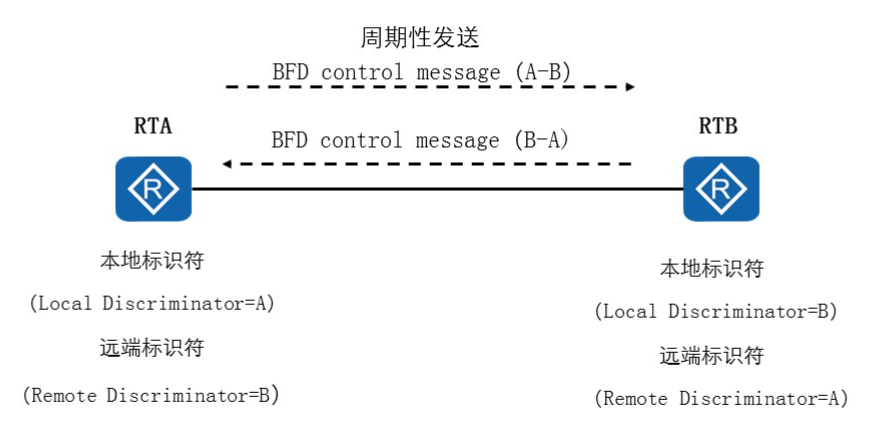 周期性发送
BFD control message (A-B)
RTA
RTB
BFD control message (B-A)
R
R
本地标识符
(Local Discriminator=A)
远端标识符
(Remote Discriminator=B)
本地标识符
(Local Discriminator=B)
远端标识符
(Remote Discriminator=A)